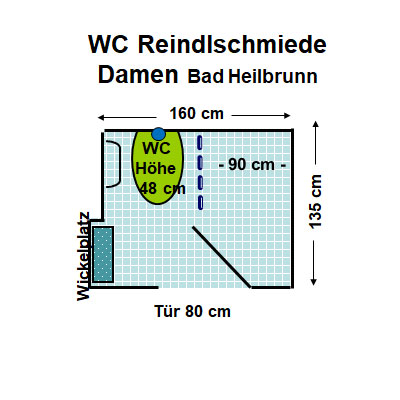 WC Reindlschmiede
Damen Bad Heilbrunn
160 cm
WC
Höhe
48 cm
- 90 cm -
135 cm
Wickelplatz
Tür 80 cm